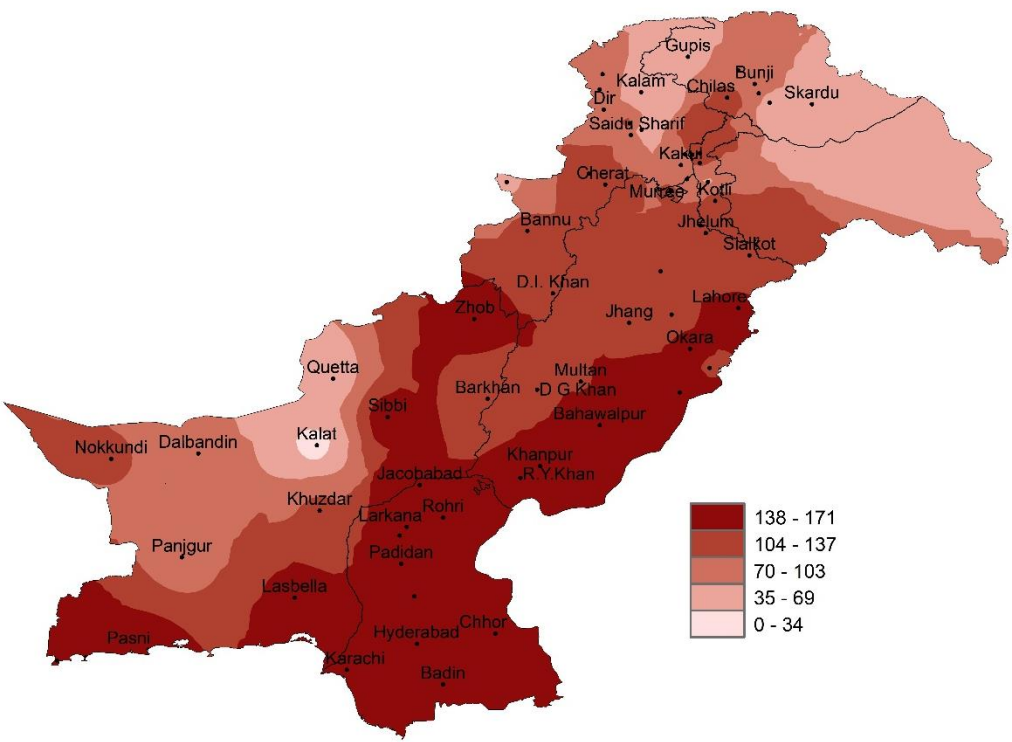 Gupis
Bunji
Kalam
Chilas
Skardu
Dir
Saidu Sharif
Kakul
Cherat
Murree
Kotli
Bannu
Jhelum
Sialkot
D.I. Khan
Zhob
Lahore
Jhang
Okara
Quetta
Multan
Barkhan
D G Khan
Sibbi
Bahawalpur
Kalat
Nokkundi
Dalbandin
Khanpur
Jacobabad
R.Y.Khan
Khuzdar
Rohri
Larkana
138 - 171
104 - 137
Panjgur
Padidan
70 - 103
Lasbella
35 - 69
0 - 34
Pasni
Hyderabad
Chhor
Karachi
Badin